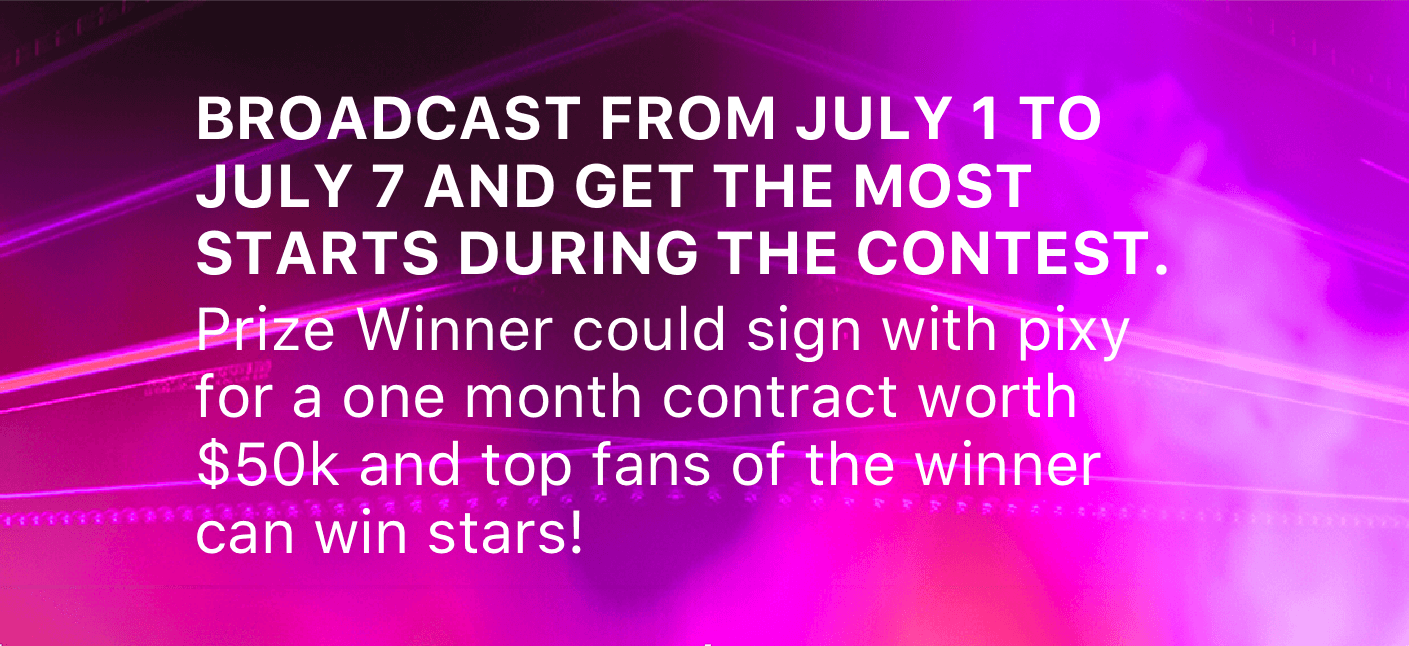 BROADCAST FROM JULY 1 TO
JULY 7 AND GET THE MOST
STARTS DURING THE CONTEST.
Prize Winner could sign with pixy
for a one month contract worth
$50k and top fans of the winner
can win stars!